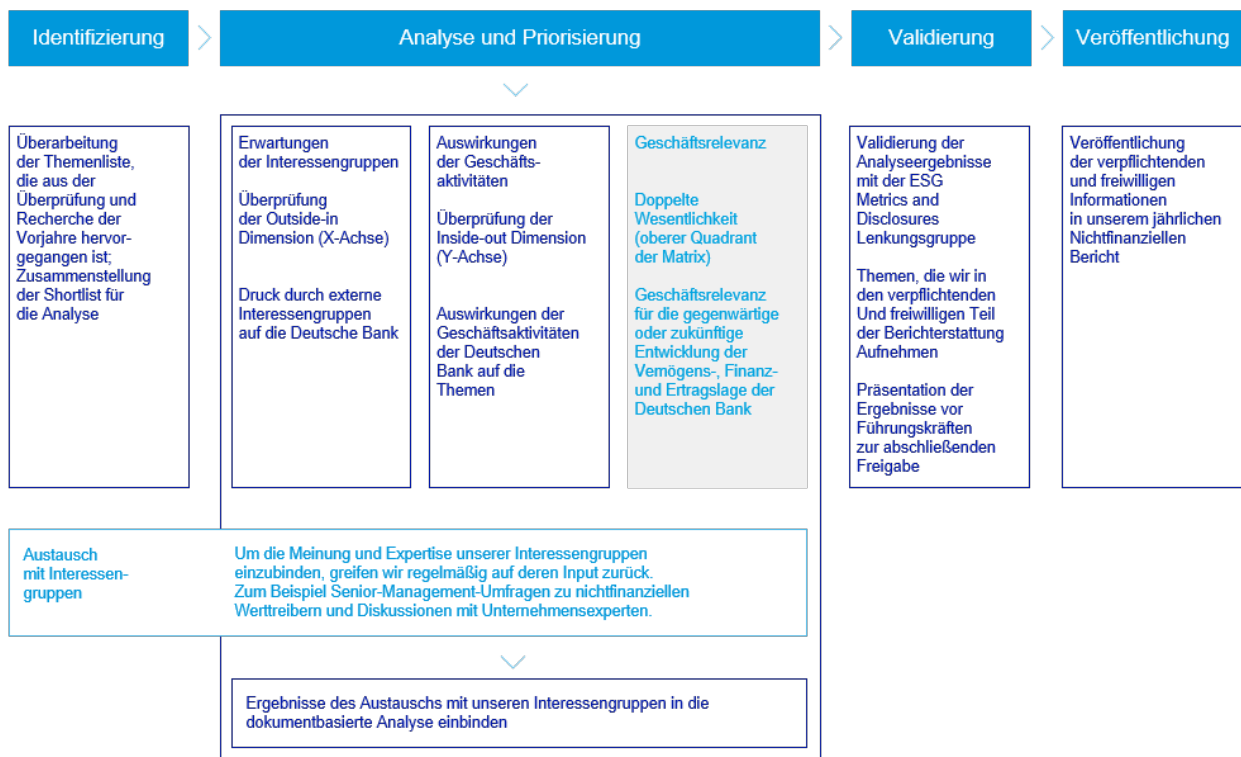 Identifizierung
Analyse und Priorisierung
Validierung
Veröffentlichung
Überarbeitung
der Themenliste,
die aus der
Überprüfung und
Recherche der
Vorjahre hervor-
gegangen ist;
Zusammenstellung
der Shortlist für
die Analyse
Erwartungen
der Interessengruppen
Überprüfung
der Outside-in
Dimension (X-Achse)
Druck durch externe
Interessengruppen
auf die Deutsche Bank
Auswirkungen
der Geschäfts-
aktivitäten
Überprüfung der
Inside-out Dimension
(Y-Achse)
Auswirkungen der
Geschäftsaktivitäten
der Deutschen
Bank auf die
Themen
Geschäftsrelevanz
Doppelte
Wesentlichkeit
(oberer Quadrant
der Matrix)
Geschäftsrelevanz
für die gegenwärtige
oder zukünftige
Entwicklung der
Vermögens-, Finanz-
und Ertragslage der
Deutschen Bank
Validierung der
Analyseergebnisse
mit der ESG
Metrics and
Disclosures
Lenkungsgruppe
Themen, die wir in
den verpflichtenden
Und freiwilligen Teil
der Berichterstattung
Aufnehmen
Präsentation der
Ergebnisse vor
Führungskräften
zur abschließenden
Freigabe
Veröffentlichung
der verpflichtenden
und freiwilligen
Informationen
in unserem jährlichen
Nichtfinanziellen
Bericht
Austausch
mit Interessen-
gruppen
Um die Meinung und Expertise unserer Interessengruppen
einzubinden, greifen wir regelmäßig auf deren Input zurück.
Zum Beispiel Senior-Management-Umfragen zu nichtfinanziellen
Werttreibern und Diskussionen mit Unternehmensexperten.
Ergebnisse des Austauschs mit unseren Interessengruppen in die
dokumentbasierte Analyse einbinden